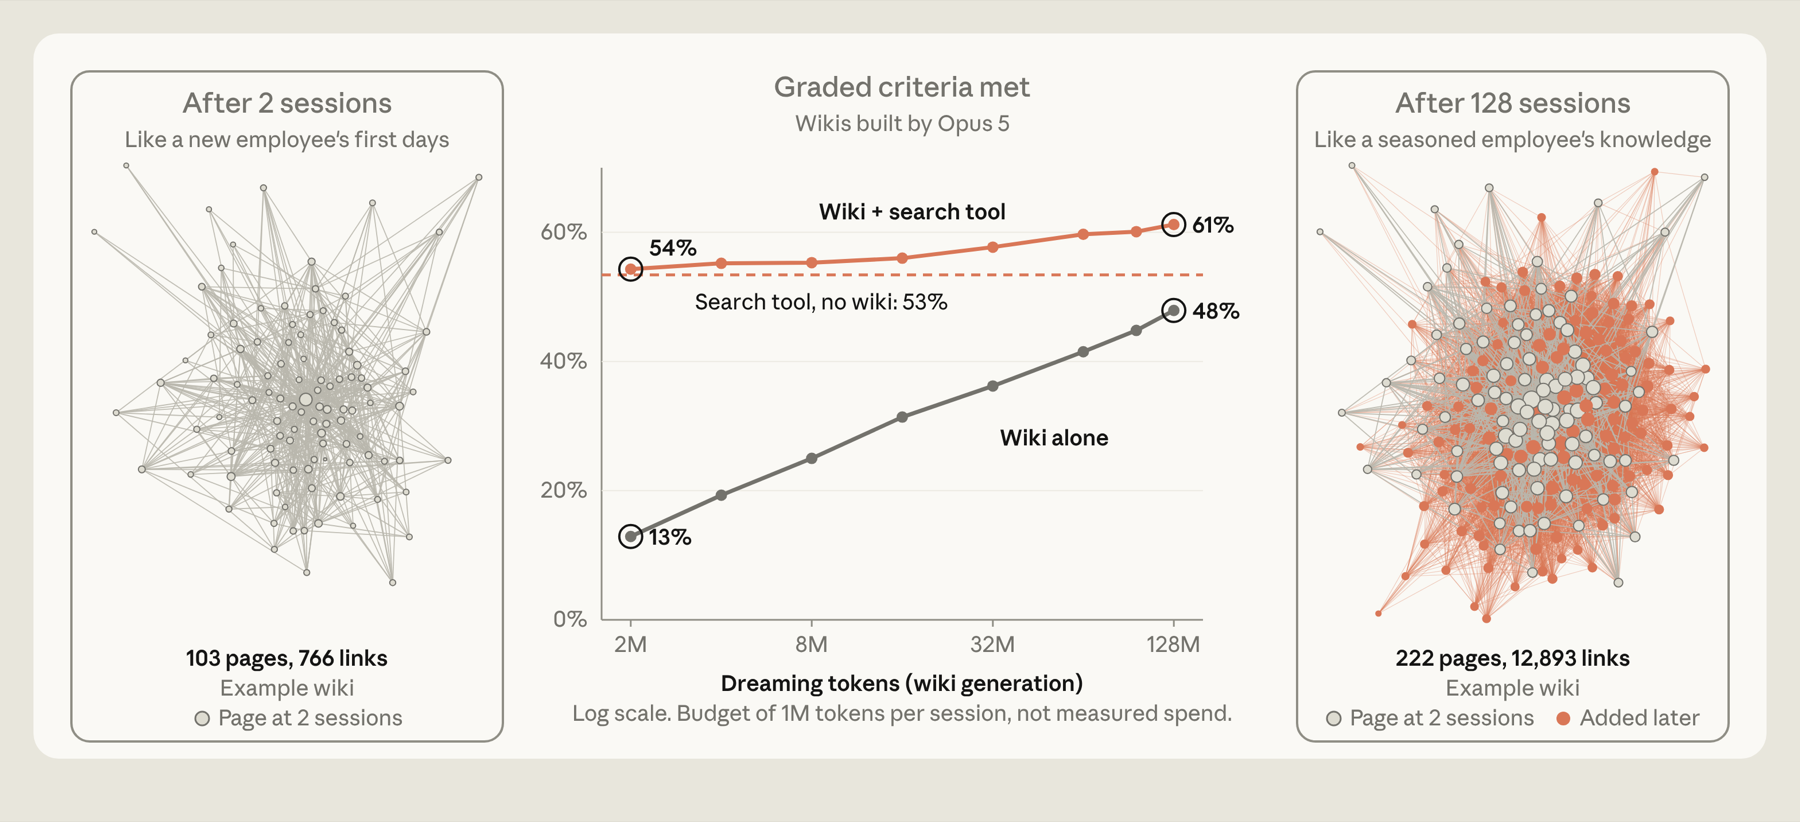 After 2 sessions
Like a new employee's first days
103 pages, 766 links
Example wiki
Page at 2 sessions
Graded criteria met
Wikis built by Opus 5
60%
40%
20%
0%
Wiki + search tool
54%
61%
Search tool, no wiki: 53%
48%
Wiki alone
13%
2M
8M
32M
128M
Dreaming tokens (wiki generation)
Log scale. Budget of 1M tokens per session, not measured spend.
After 128 sessions
Like a seasoned employee's knowledge
222 pages, 12,893 links
Example wiki
Page at 2 sessions
Added later